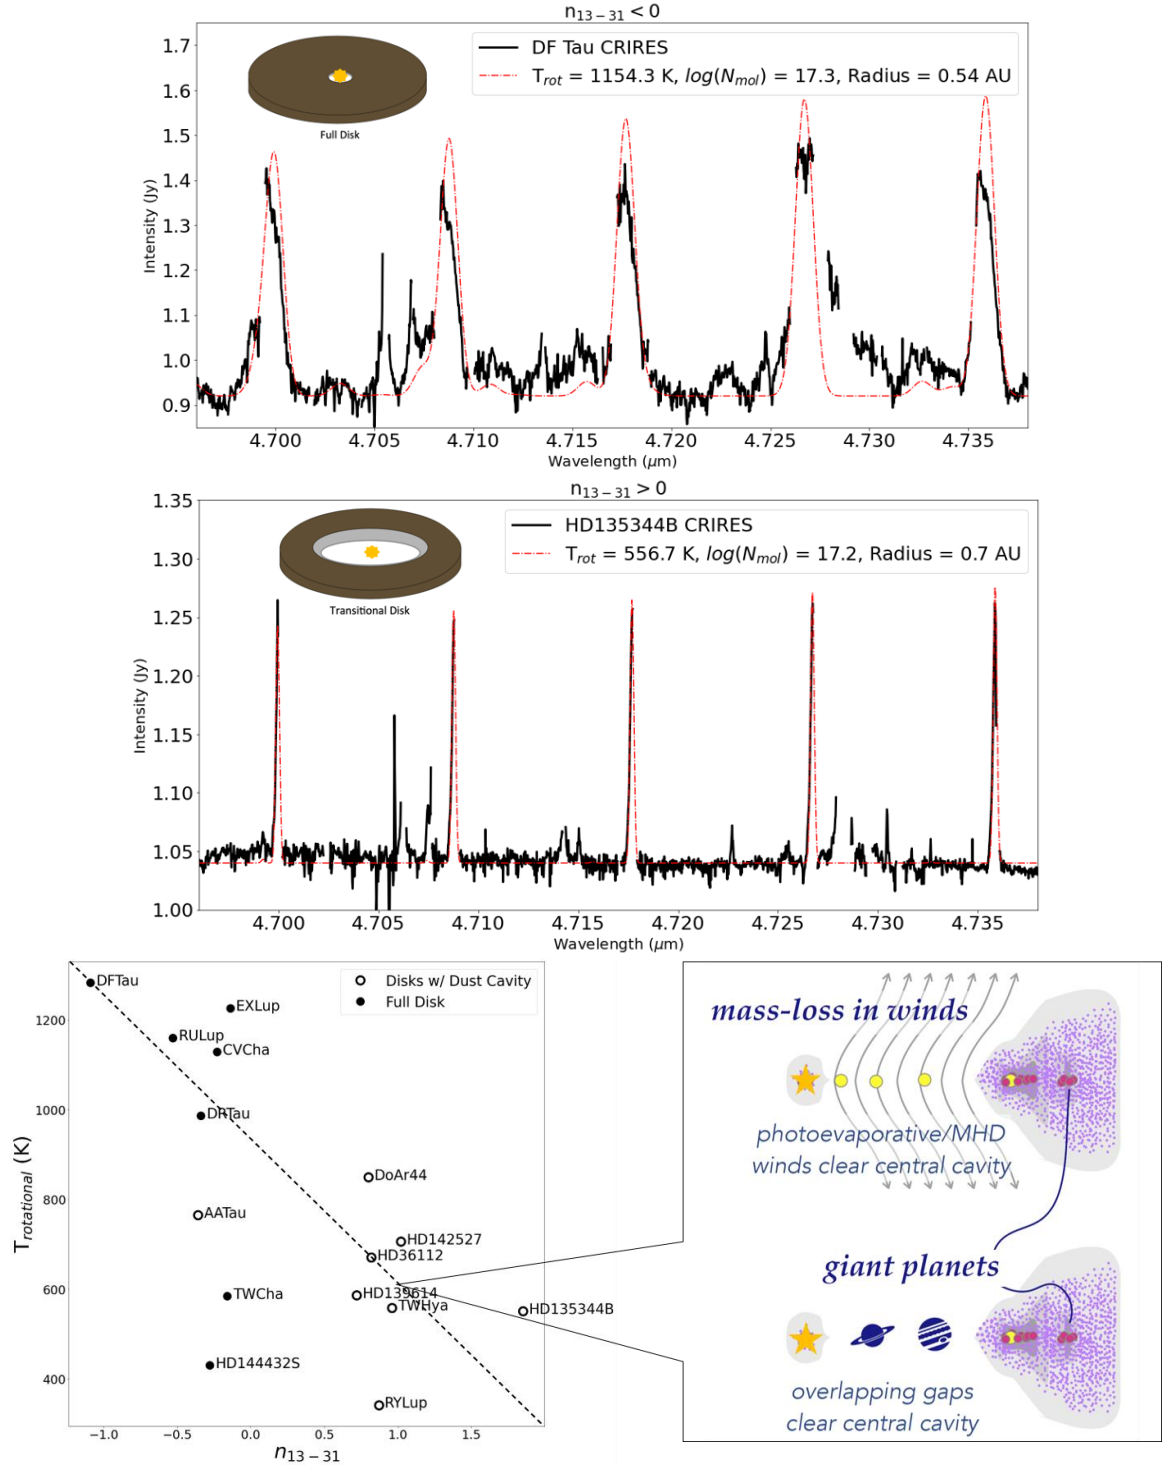 n13 − 31 < 0
DF Tau CRIRES
Trot = 1154.3 K, log(Nmol) = 17.3, Radius = 0.54 AU
Full Disk
1.7
1.6
1.5
1.4
1.3
1.2
1.1
1.0
0.9
Intensity (Jy)
4.700 4.705 4.710 4.715 4.720 4.725 4.730 4.735
Wavelength (μm)
n13 − 31 > 0
HD135344B CRIRES
Trot = 556.7 K, log(Nmol) = 17.2, Radius = 0.7 AU
Transitional Disk
1.35
1.30
1.25
1.20
1.15
1.10
1.05
1.00
Intensity (Jy)
4.700 4.705 4.710 4.715 4.720 4.725 4.730 4.735
Wavelength (μm)
Disks w/ Dust Cavity
Full Disk
DFTau
EXLup
RULup
CVCha
DRTau
DoAr44
AATau
HD142527
HD36112
TWCha
HD139614
TWHya
HD135344B
HD144432S
RYLup
1200
1000
800
600
400
Trotational (K)
−1.0 −0.5 0.0 0.5 1.0 1.5
n13 − 31
mass-loss in winds
photoevaporative/MHD
winds clear central cavity
giant planets
overlapping gaps
clear central cavity